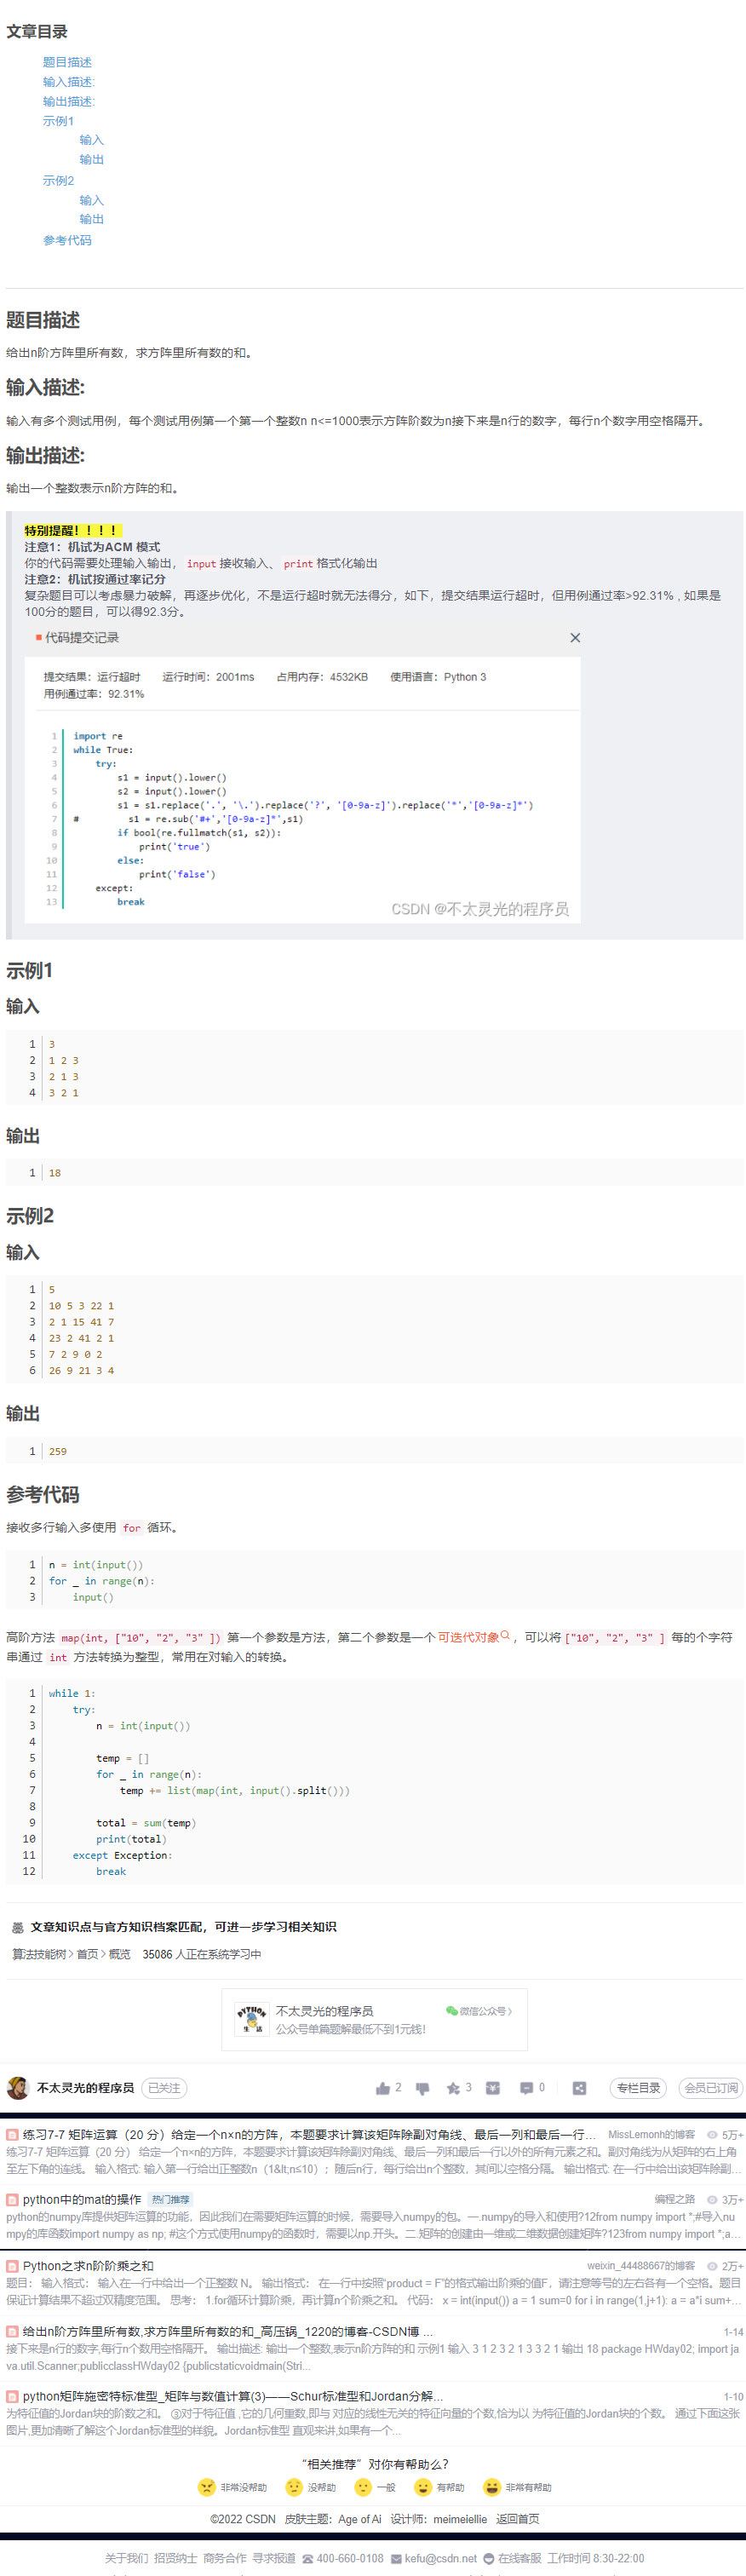 文章目录
题目描述
输入描述:
输出描述:
示例1
输入
输出
示例2
输入
输出
参考代码
题目描述
给出n阶方阵里所有数，求方阵里所有数的和。
输入描述:
输入有多个测试用例，每个测试用例第一个第一个整数n n<=1000表示方阵阶数为n接下来是n行的数字，每行n个数字用空格隔开。
输出描述:
输出一个整数表示n阶方阵的和。
特别提醒！！！！
注意1：机试为ACM 模式
你的代码需要处理输入输出， input 接收输入、 print 格式化输出
注意2：机试按通过率记分
复杂题目可以考虑暴力破解，再逐步优化，不是运行超时就无法得分，如下，提交结果运行超时，但用例通过率>92.31%，如果是
100分的题目，可以得92.3分。
代码提交记录
提交结果：运行超时 运行时间：2001ms 占用内存：4532KB 使用语言：Python 3
用例通过率：92.31%
1 import re
2 while True:
3 try:
4 s1 = input().lower()
5 s2 = input().lower()
6 s1 = s1.replace('.', '\.').replace('?', '[0-9a-z]').replace('*','[0-9a-z]*')
7 # s1 = re.sub('#+','[0-9a-z]*',s1)
8 if bool(re.fullmatch(s1, s2)):
9 print('true')
10 else:
11 print('false')
12 except:
13 break
CSDN @不太灵光的程序员
示例1
输入
1 3
2 1 2 3
3 2 1 3
4 3 2 1
输出
1 18
示例2
输入
1 5
2 10 5 3 22 1
3 2 1 15 41 7
4 23 2 41 2 1
5 7 2 9 0 2
6 26 9 21 3 4
输出
1 259
参考代码
接收多行输入多使用 for 循环。
1 n = int(input())
2 for _ in range(n):
3 input()
高阶方法 map(int, ["10", "2", "3" ]) 第一个参数是方法，第二个参数是一个可迭代对象，可以将 ["10", "2", "3" ] 每的个字符
串通过 int 方法转换为整型，常用在对输入的转换。
1 while 1:
2 try:
3 n = int(input())
4
5 temp = []
6 for _ in range(n):
7 temp += list(map(int, input().split()))
8
9 total = sum(temp)
10 print(total)
11 except Exception:
12 break
文章知识点与官方知识档案匹配，可进一步学习相关知识
算法技能树 > 首页 > 概览 35086 人正在系统学习中
PYTHON
生活
不太灵光的程序员
微信公众号
公众号单篇题解最低不到1元钱！
不太灵光的程序员 已关注 2 3 0 专栏目录 会员已订阅
练习7-7 矩阵运算（20 分）给定一个n×n的方阵，本题要求计算该矩阵除副对角线、最后一列和最后一行... MissLemonh的博客 5万+
练习7-7 矩阵运算（20 分） 给定一个n×n的方阵，本题要求计算该矩阵除副对角线、最后一列和最后一行以外的所有元素之和。副对角线为从矩阵的右上角
至左下角的连线。 输入格式: 输入第一行给出正整数n（1&lt;n≤10）；随后n行，每行给出n个整数，其间以空格分隔。 输出格式: 在一行中给出该矩阵除副...
python中的mat的操作 热门推荐 编程之路 3万+
python的numpy库提供矩阵运算的功能，因此我们在需要矩阵运算的时候，需要导入numpy的包。一.numpy的导入和使用?12from numpy import *;#导入nu
mpy的库函数import numpy as np; #这个方式使用numpy的函数时，需要以np.开头。二.矩阵的创建由一维或二维数据创建矩阵?123from numpy import *;a...
Python之求n阶阶乘之和 weixin_44488667的博客 2万+
题目： 输入格式： 输入在一行中给出一个正整数 N。 输出格式： 在一行中按照“product = F”的格式输出阶乘的值F，请注意等号的左右各有一个空格。题目
保证计算结果不超过双精度范围。 思考： 1.for循环计算阶乘，再计算n个阶乘之和。 代码： x = int(input()) a = 1 sum=0 for i in range(1,j+1): a = a*i sum+...
给出n阶方阵里所有数,求方阵里所有数的和_高压锅_1220的博客-CSDN博 ... 1-14
接下来是n行的数字,每行n个数用空格隔开。 输出描述: 输出一个整数,表示n阶方阵的和 示例1 输入 3 1 2 3 2 1 3 3 2 1 输出 18 package HWday02; import ja
va.util.Scanner;publicclassHWday02 {publicstaticvoidmain(Stri...
python矩阵施密特标准型_矩阵与数值计算(3)——Schur标准型和Jordan分解... 1-10
为特征值的Jordan块的阶数之和。 ③对于特征值 ,它的几何重数,即与 对应的线性无关的特征向量的个数,恰为以 为特征值的Jordan块的个数。 通过下面这张
图片,更加清晰了解这个Jordan标准型的样貌。Jordan标准型 直观来讲,如果有一个...
“相关推荐”对你有帮助么？
非常没帮助 没帮助 一般 有帮助 非常有帮助
©2022 CSDN 皮肤主题：Age of Ai 设计师：meimeiellie 返回首页
关于我们 招贤纳士 商务合作 寻求报道 400-660-0108 kefu@csdn.net 在线客服 工作时间 8:30-22:00